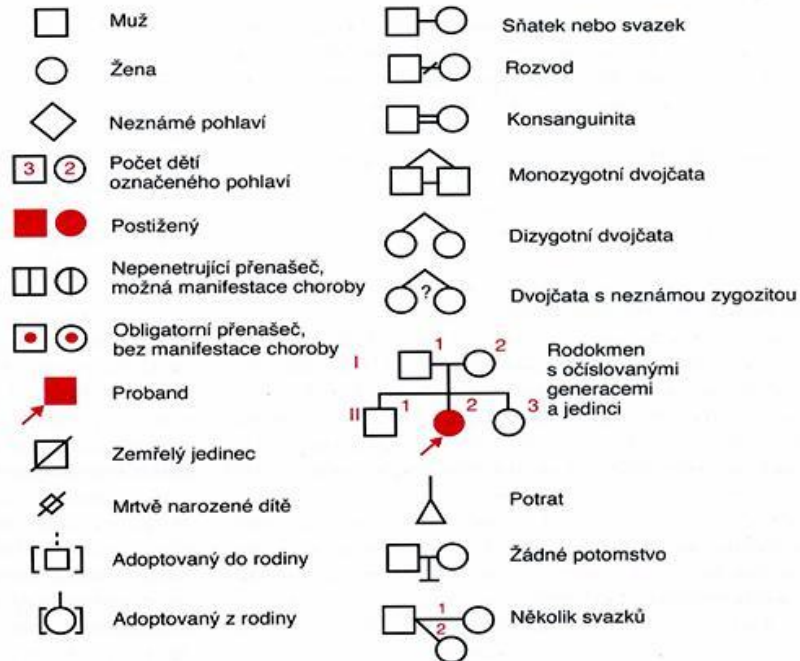 Muž
Žena
Neznámé pohlaví
3 2 Počet dětí
označeného pohlaví
Postižený
Nepenetrující přenašeč,
možná manifestace choroby
Obligatorní přenašeč,
bez manifestace choroby
Proband
Zemřelý jedinec
Mrtvě narozené dítě
Adoptovaný do rodiny
Adoptovaný z rodiny
Sňatek nebo svazek
Rozvod
Konsanguinita
Monozygotní dvojčata
Dizygotní dvojčata
? Dvojčata s neznámou zygozitou
I 1 2
II 1 2 3
Rodokmen
s očíslovanými
generacemi
a jedinci
Potrat
Žádné potomstvo
1 Několik svazků
2